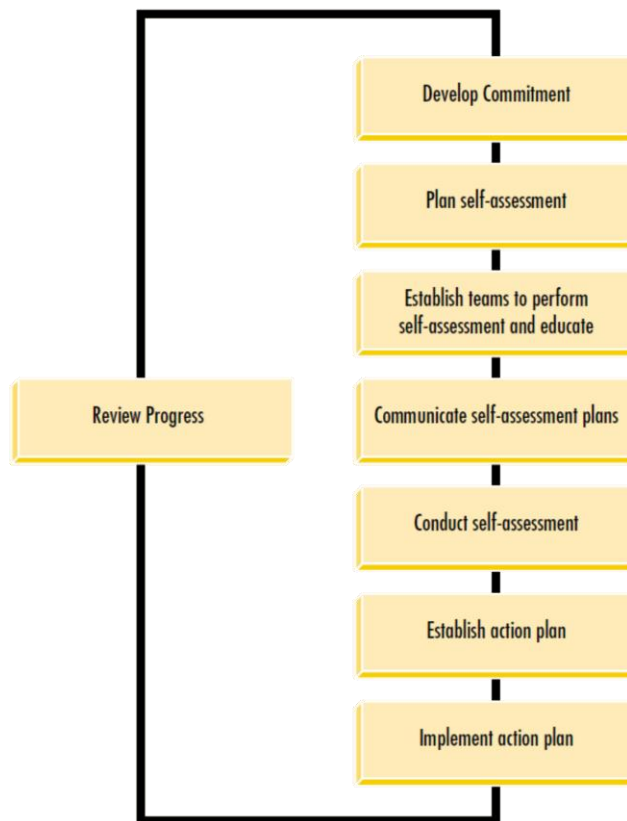 Develop Commitment
Plan self-assessment
Establish teams to perform
self-assessment and educate
Review Progress
Communicate self-assessment plans
Conduct self-assessment
Establish action plan
Implement action plan